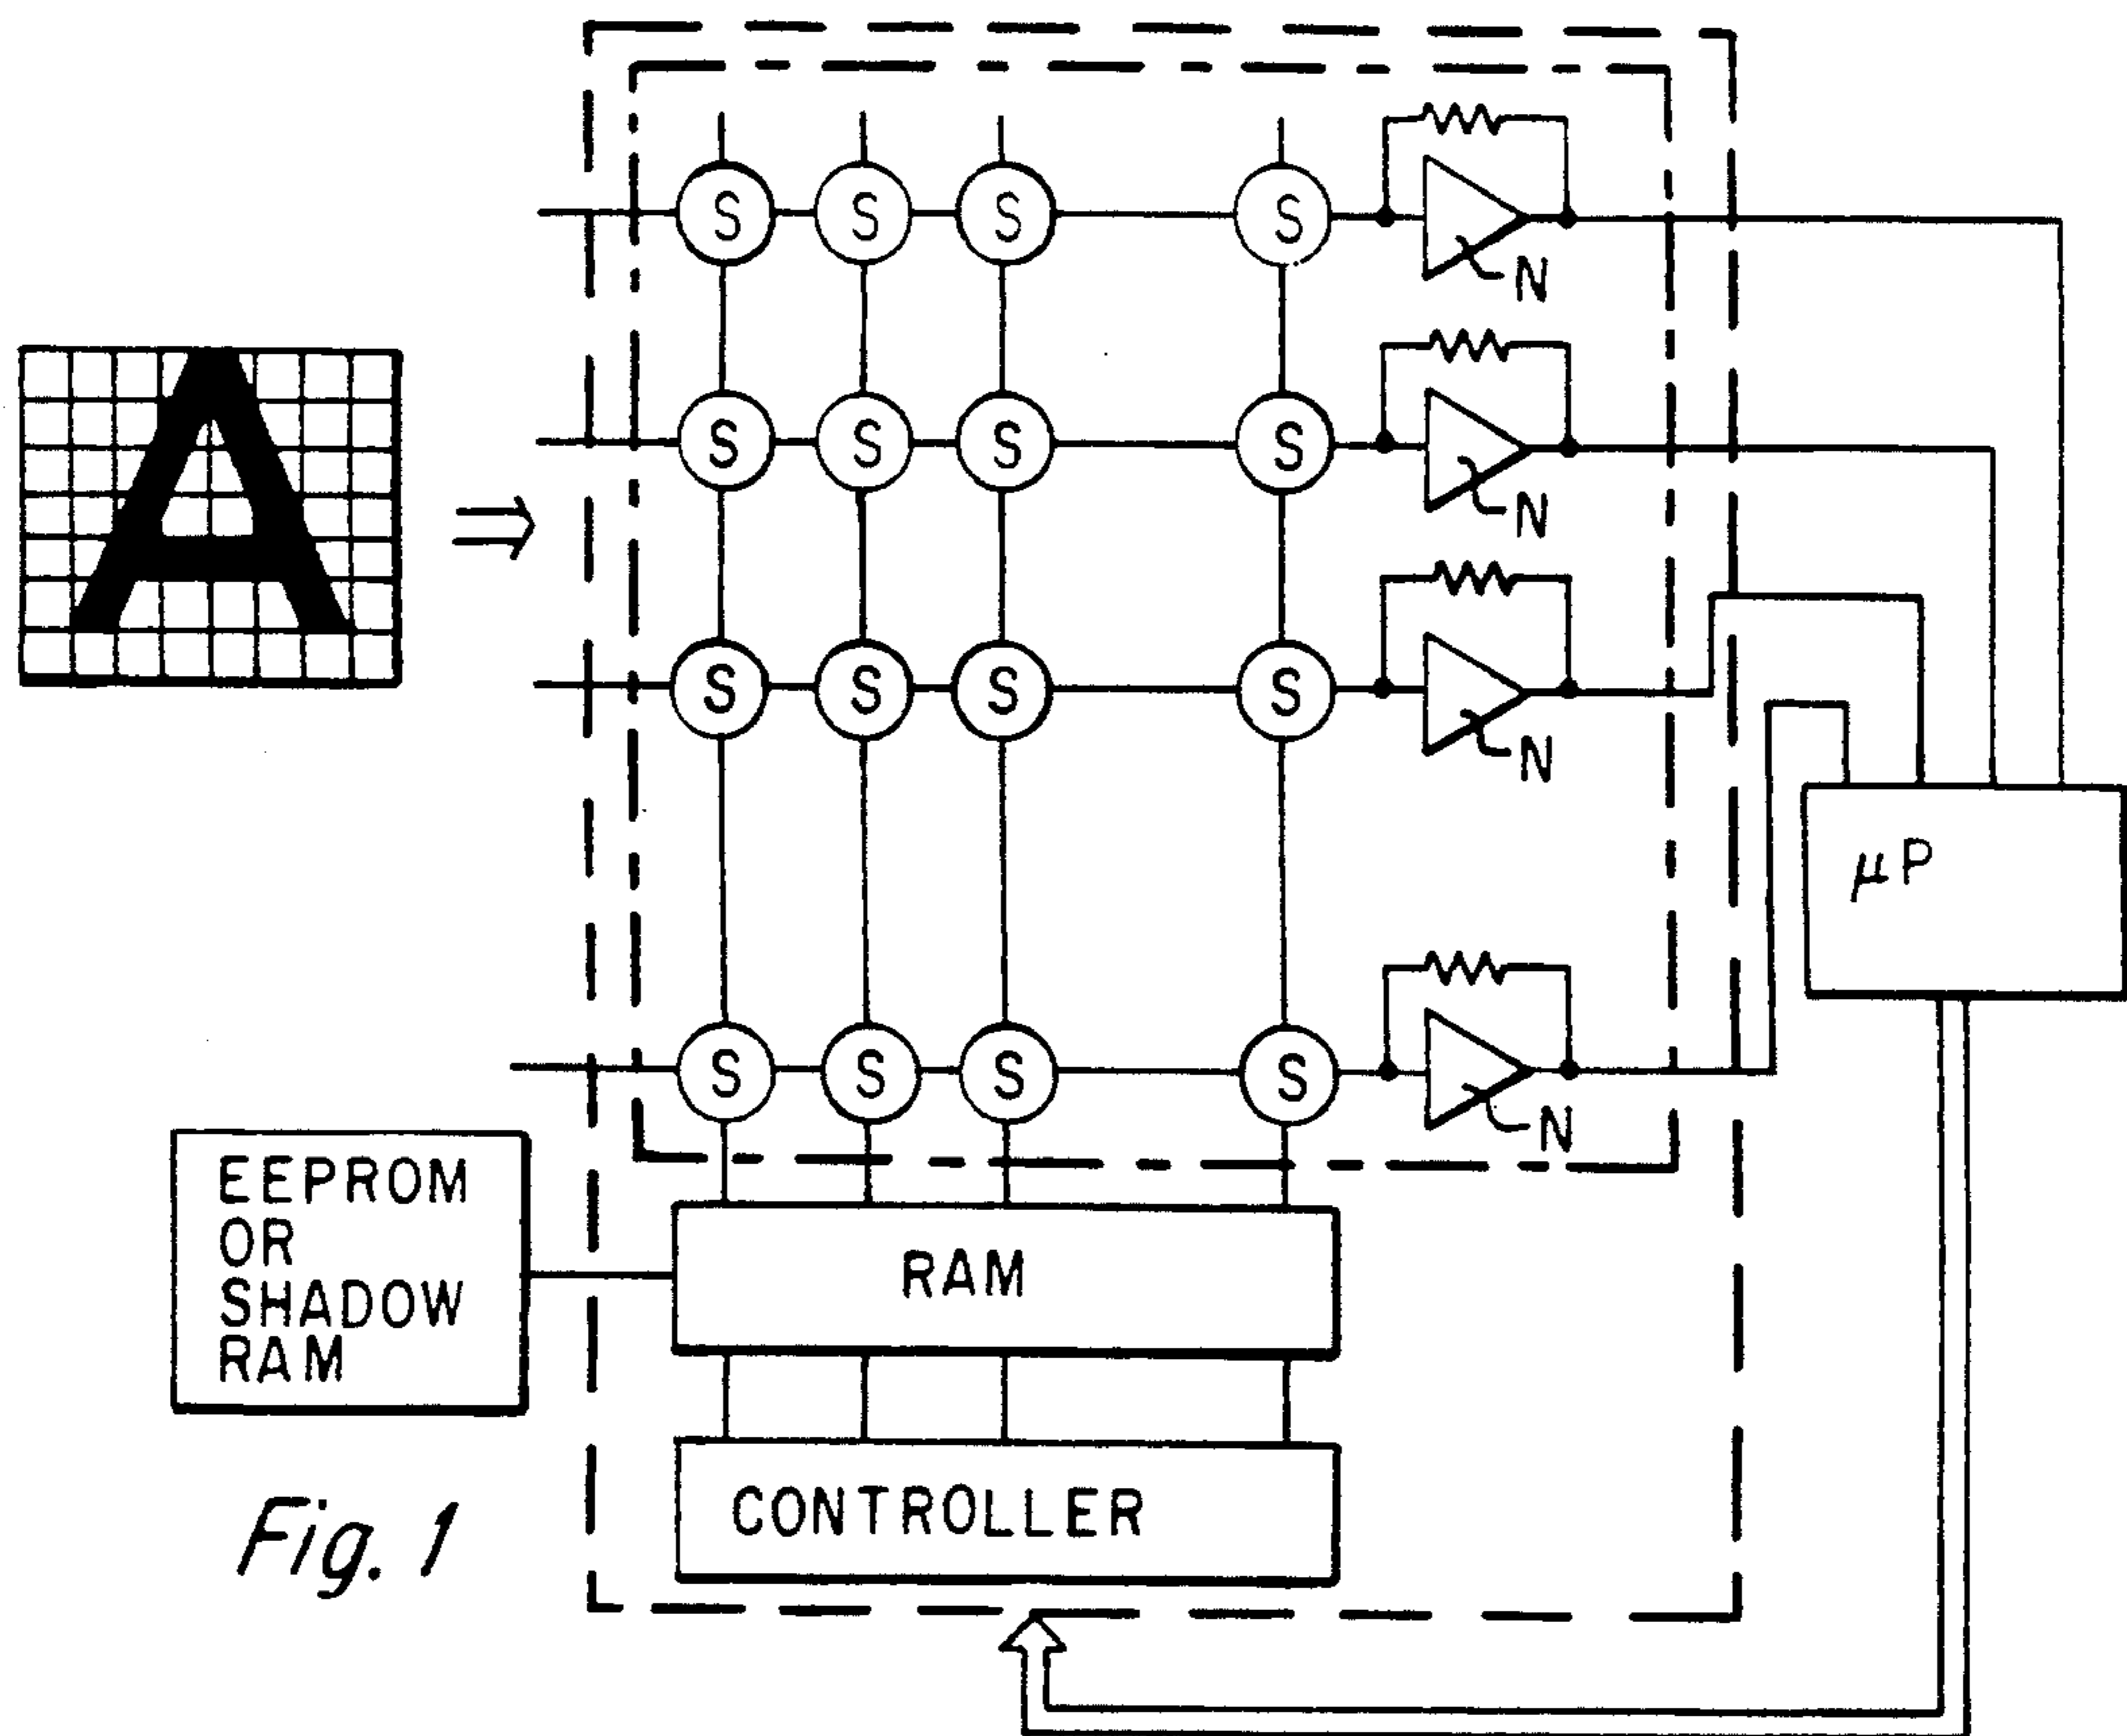 S S S S
N
A
S S S S
N
S S S S
N
µP
S S S S
N
EEPROM
OR
SHADOW
RAM
RAM
CONTROLLER
Fig. 1